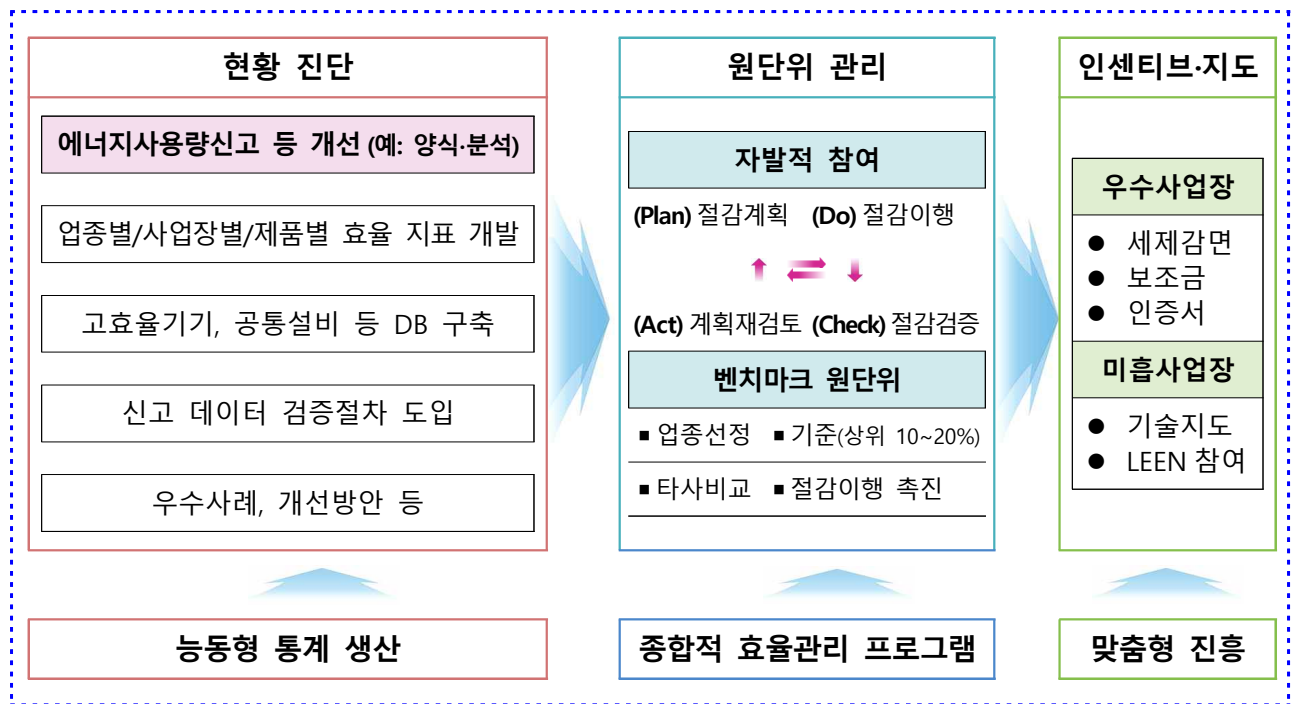 현황 진단
에너지사용량신고 등 개선 (예: 양식·분석)
업종별/사업장별/제품별 효율 지표 개발
고효율기기, 공통설비 등 DB 구축
신고 데이터 검증절차 도입
우수사례, 개선방안 등
능동형 통계 생산
원단위 관리
자발적 참여
(Plan) 절감계획 (Do) 절감이행
(Act) 계획재검토 (Check) 절감검증
벤치마크 원단위
▪ 업종선정 ▪ 기준(상위 10~20%)
▪ 타사비교 ▪ 절감이행 촉진
종합적 효율관리 프로그램
인센티브·지도
우수사업장
● 세제감면
● 보조금
● 인증서
미흡사업장
● 기술지도
● LEEN 참여
맞춤형 진흥